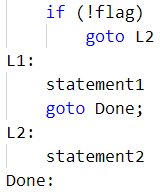 if (!flag)
goto L2
L1:
statement1
goto Done;
L2:
statement2
Done: